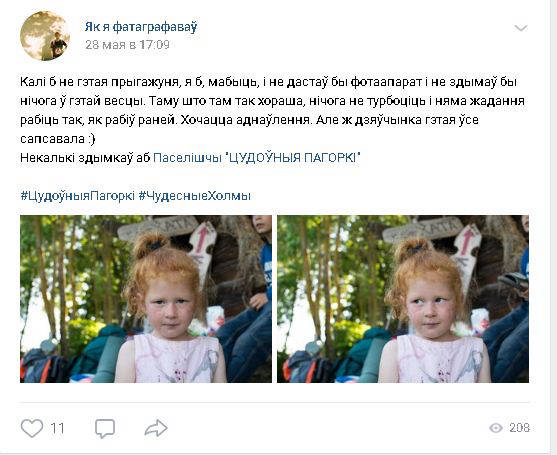 Як я фатаграфаваў
28 мая в 17:09
Калі б не гэтая прыгажуня, я б, мабыць, і не дастаў бы фотаапарат і не здымаў бы
нічога ў гэтай весцы. Таму што там так хораша, нічога не турбоціць і няма жадання
рабіць так, як рабіў раней. Хочацца аднаўлення. Але ж дзяўчынка гэтая ўсе
сапсавала :)
Некалькі здымкаў аб Паселішчы "ЦУДОЎНЫЯ ПАГОРКІ"
#ЦудоўныяПагоркі #ЧудесныеХолмы
11
208